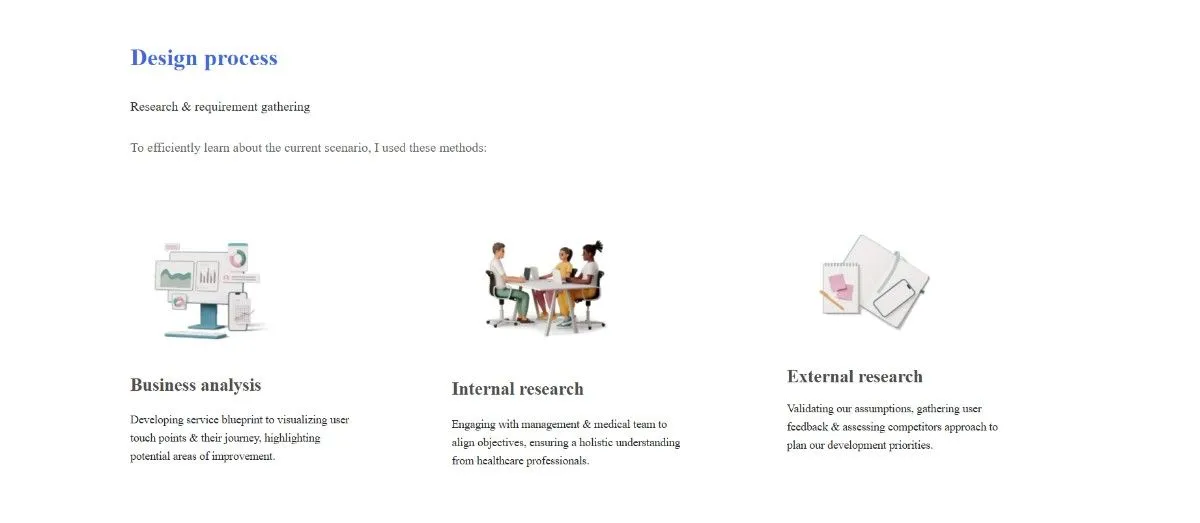 Design process
Research & requirement gathering
To efficiently learn about the current scenario, I used these methods:
Business analysis
Developing service blueprint to visualizing user
touch points & their journey, highlighting
potential areas of improvement.
Internal research
Engaging with management & medical team to
align objectives, ensuring a holistic understanding
from healthcare professionals.
External research
Validating our assumptions, gathering user
feedback & assessing competitors approach to
plan our development priorities.